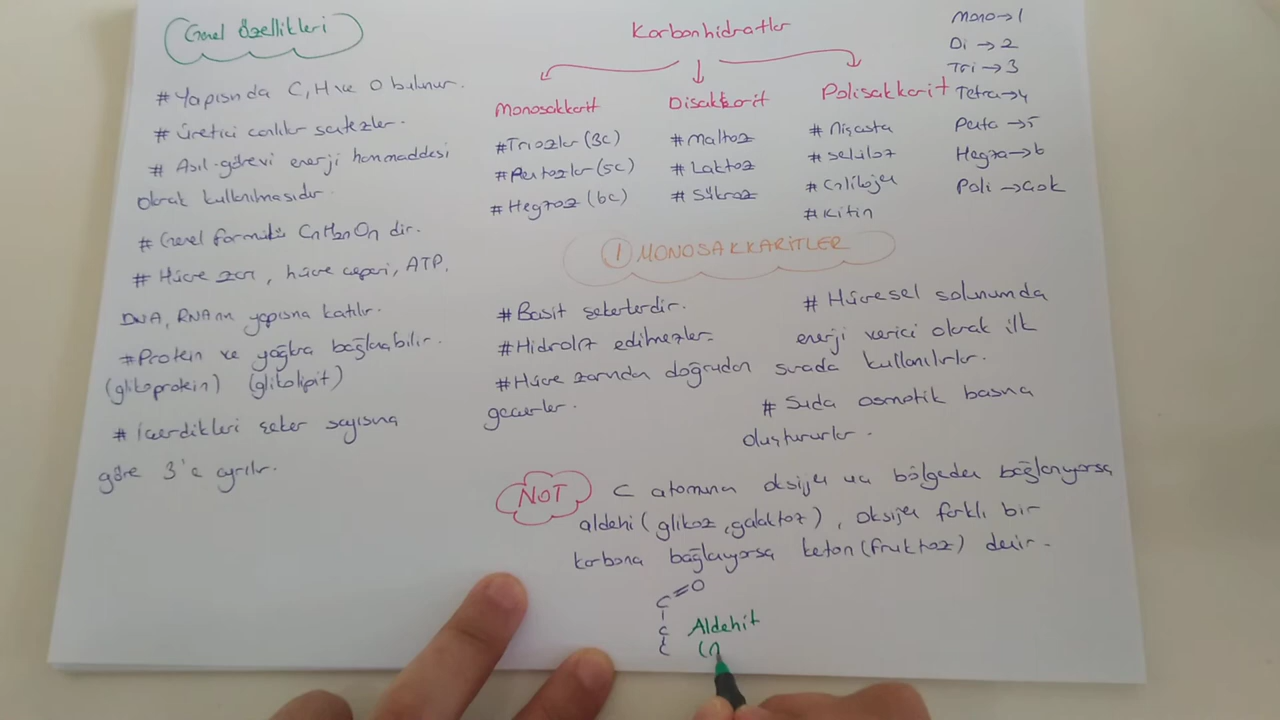 Genel Özellikleri
# Yapısında C, H ve O bulunur.
# Üretici canlılar sentezler.
# Asıl görevi enerji hammaddesi
olarak kullanılmasıdır.
# Genel formülü CnH2nOn dir.
# Hücre zarı, hücre çeperi, ATP,
DNA, RNA nın yapısına katılır.
# Protein ve yağlara bağlanabilir.
(glikoprotein) (glikolipit)
# İçerdikleri şeker sayısına
göre 3'e ayrılır.
Karbonhidratlar
Monosakkarit
# Triozlar (3c)
# Pentozlar (5c)
# Hegzoz (6c)
Disakkarit
# Maltoz
# Laktoz
# Sükroz
Polisakkarit
# Nişasta
# Selüloz
# Glikojen
# Kitin
Mono→1
Di→2
Tri→3
Tetra→4
Penta→5
Hegza→6
Poli→Çok
1 MONOSAKKARİTLER
# Basit şekerlerdir.
# Hidroliz edilmezler.
# Hücre zarından doğrudan
geçerler.
# Hücresel solunumda
enerji verici olarak ilk
sırada kullanılırlar.
# Suda osmotik basınç
oluştururlar.
NOT
C atomuna oksijen uç bölgeden bağlanıyorsa
aldehi (glikoz, galaktoz), oksijen farklı bir
karbona bağlanıyorsa keton (fruktoz) denir.
C=O
C
C
Aldehit